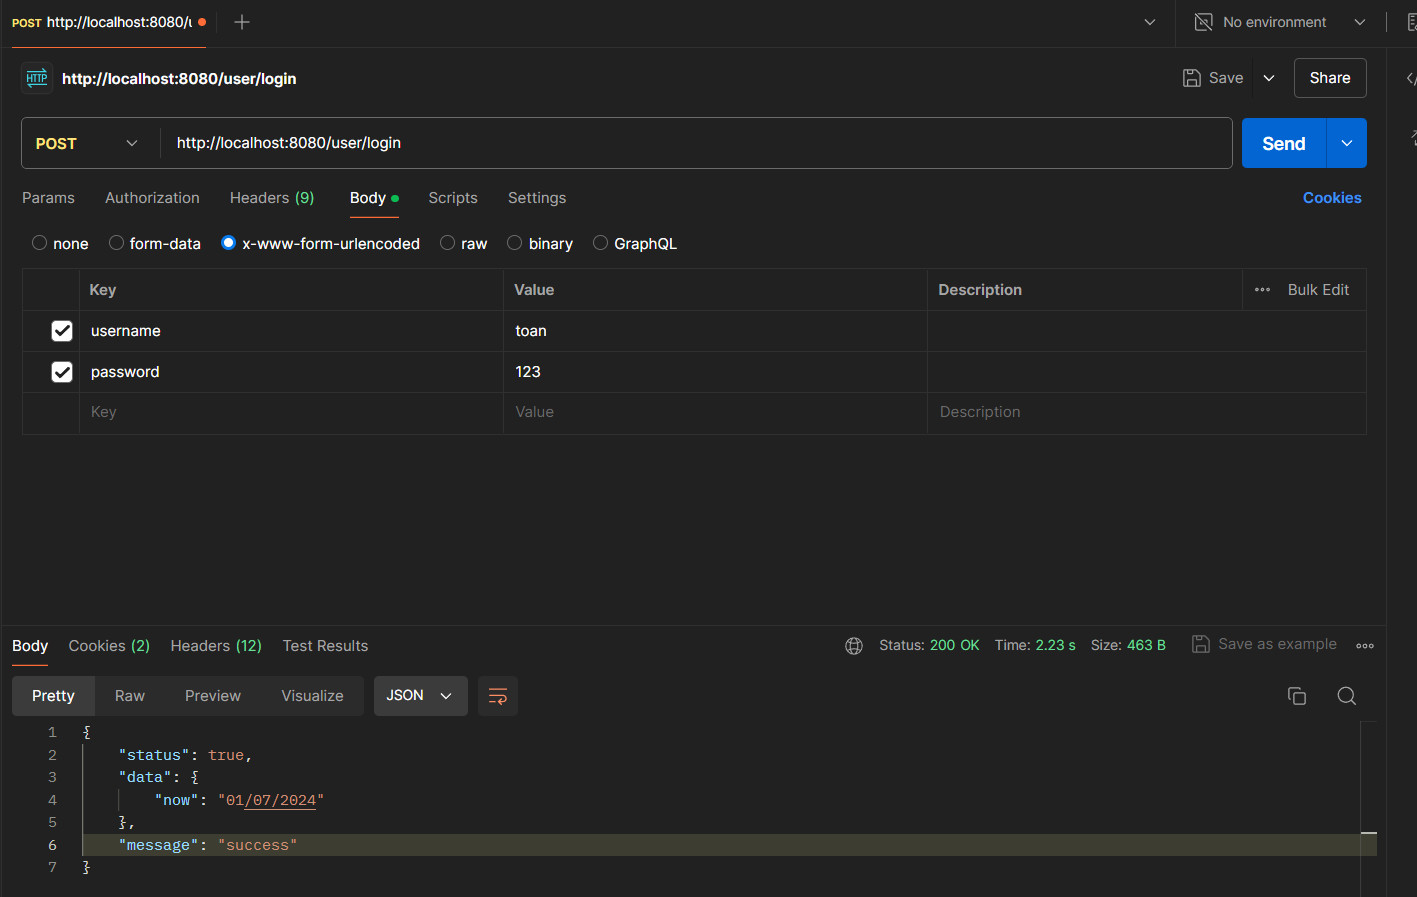 POST http://localhost:8080/u
No environment
HTTP http://localhost:8080/user/login
Save
Share
POST http://localhost:8080/user/login
Send
Params Authorization Headers (9) Body Scripts Settings
Cookies
none form-data x-www-form-urlencoded raw binary GraphQL
Key Value Description Bulk Edit
username toan
password 123
Key Value Description
Body Cookies (2) Headers (12) Test Results
Status: 200 OK Time: 2.23 s Size: 463 B Save as example
Pretty Raw Preview Visualize JSON
1 {
2 "status": true,
3 "data": {
4 "now": "01/07/2024"
5 },
6 "message": "success"
7 }